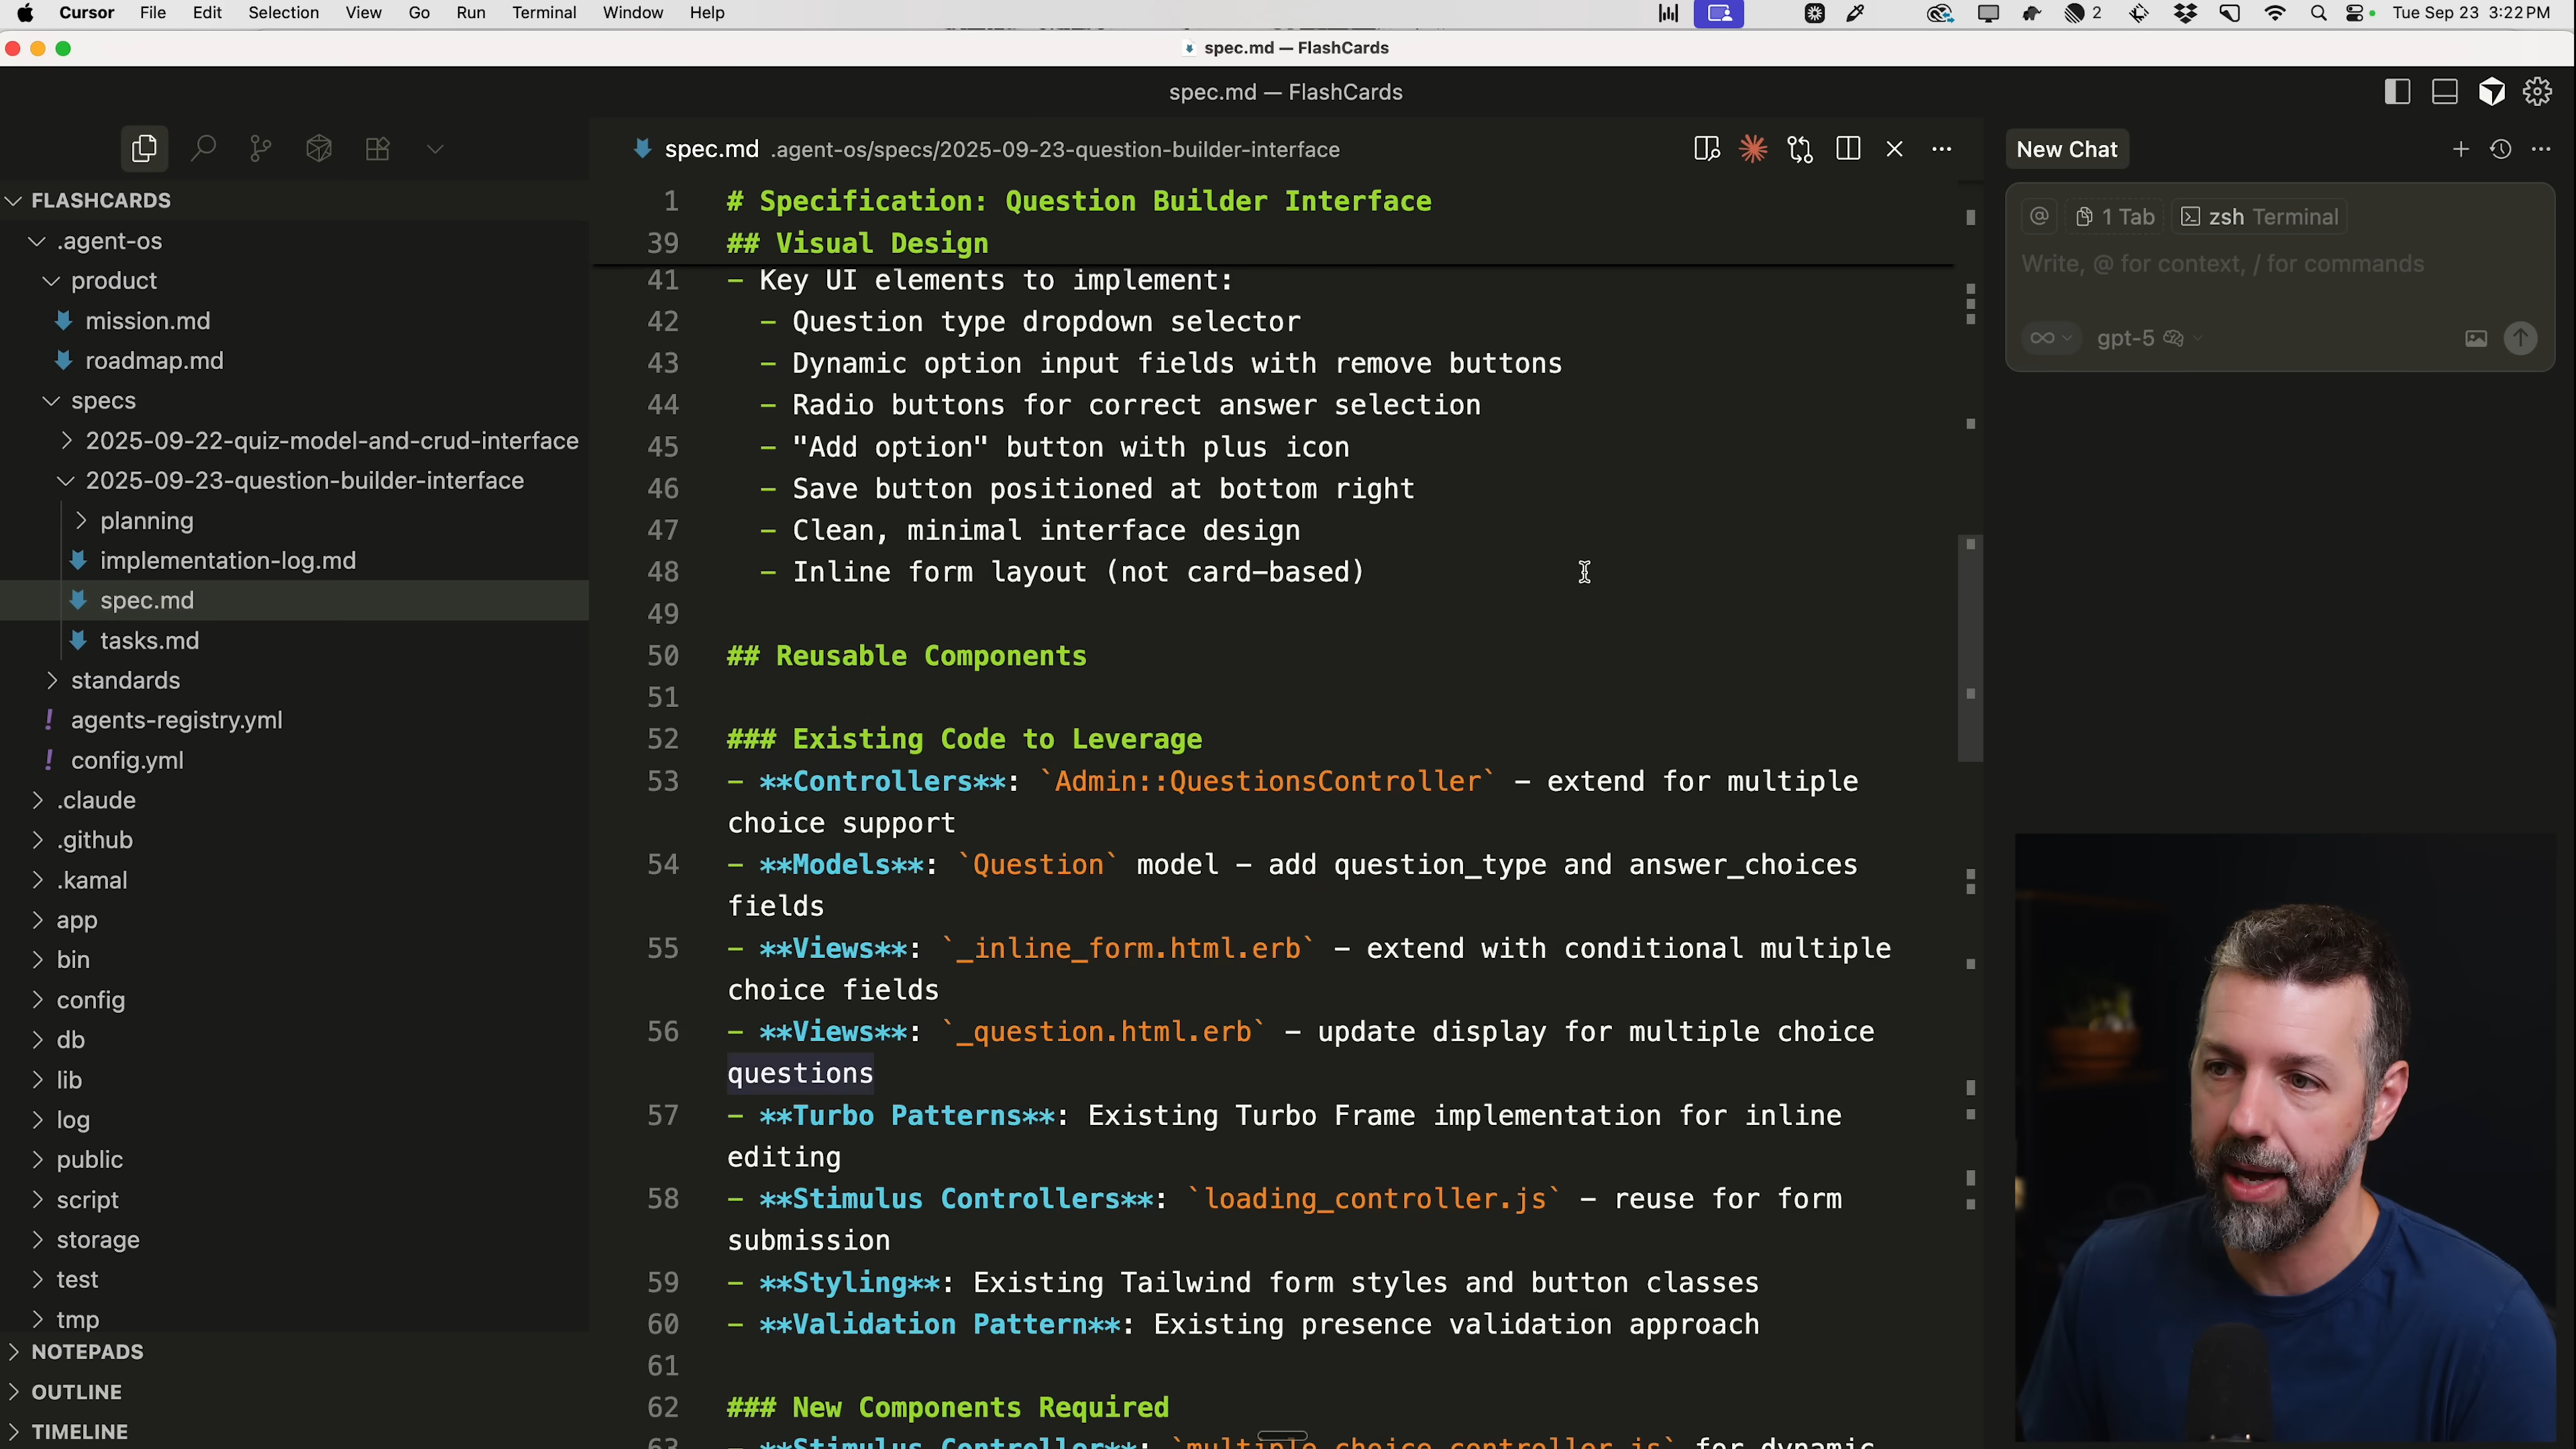 Cursor File Edit Selection View Go Run Terminal Window Help
2 Tue Sep 23 3:22 PM
spec.md — FlashCards
spec.md — FlashCards
spec.md .agent-os/specs/2025-09-23-question-builder-interface
New Chat
FLASHCARDS
.agent-os
product
mission.md
roadmap.md
specs
2025-09-22-quiz-model-and-crud-interface
2025-09-23-question-builder-interface
planning
implementation-log.md
spec.md
tasks.md
standards
! agents-registry.yml
! config.yml
.claude
.github
.kamal
app
bin
config
db
lib
log
public
script
storage
test
tmp
NOTEPADS
OUTLINE
TIMELINE
1 # Specification: Question Builder Interface
39 ## Visual Design
41 - Key UI elements to implement:
42 - Question type dropdown selector
43 - Dynamic option input fields with remove buttons
44 - Radio buttons for correct answer selection
45 - "Add option" button with plus icon
46 - Save button positioned at bottom right
47 - Clean, minimal interface design
48 - Inline form layout (not card-based)
49
50 ## Reusable Components
51
52 ### Existing Code to Leverage
53 - **Controllers**: `Admin::QuestionsController` - extend for multiple
choice support
54 - **Models**: `Question` model - add question_type and answer_choices
fields
55 - **Views**: `_inline_form.html.erb` - extend with conditional multiple
choice fields
56 - **Views**: `_question.html.erb` - update display for multiple choice
questions
57 - **Turbo Patterns**: Existing Turbo Frame implementation for inline
editing
58 - **Stimulus Controllers**: `loading_controller.js` - reuse for form
submission
59 - **Styling**: Existing Tailwind form styles and button classes
60 - **Validation Pattern**: Existing presence validation approach
61
62 ### New Components Required
63 - **Stimulus Controller**: `multiple_choice_controller.js` for dynamic
@ 1 Tab zsh Terminal
Write, @ for context, / for commands
∞ gpt-5